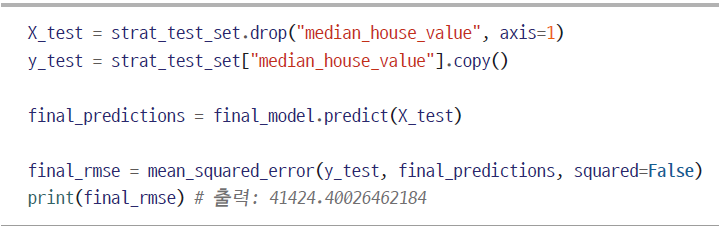 X_test = strat_test_set.drop("median_house_value", axis=1)
y_test = strat_test_set["median_house_value"].copy()
final_predictions = final_model.predict(X_test)
final_rmse = mean_squared_error(y_test, final_predictions, squared=False)
print(final_rmse) # 출력: 41424.40026462184